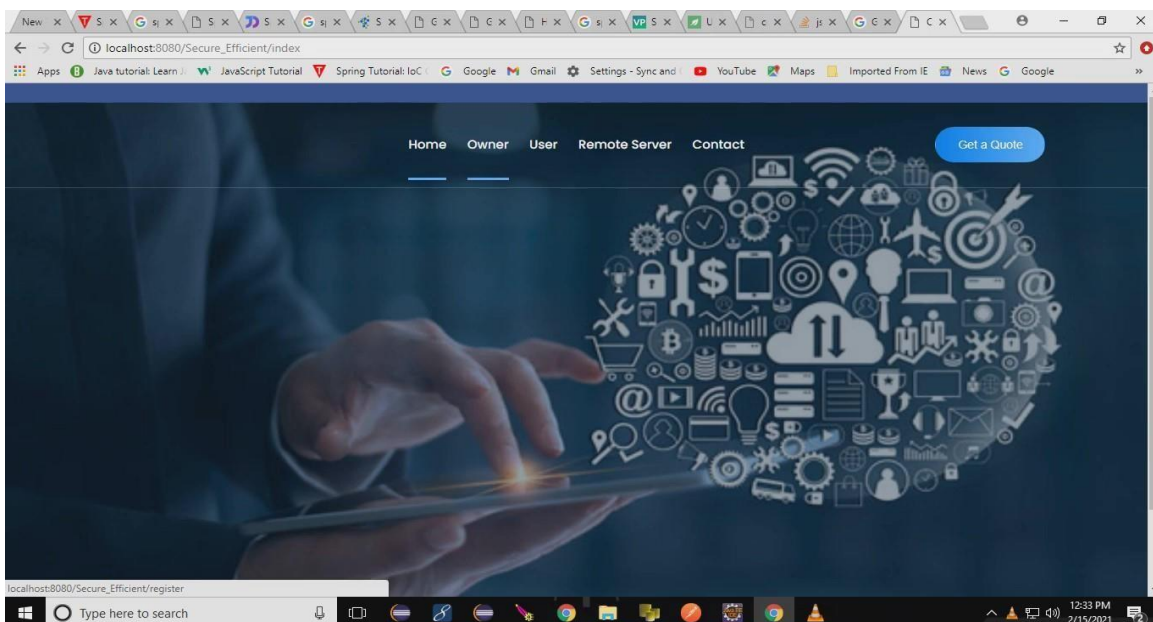 New
S
G s
S
S
G s
S
G
G
H
G s
VP S
U
c
js
G G
C
localhost:8080/Secure_Efficient/index
Apps Java tutorial: Learn J JavaScript Tutorial Spring Tutorial: IoC G Google Gmail Settings - Sync and YouTube Maps Imported From IE News G Google »
Home Owner User Remote Server Contact Get a Quote
localhost:8080/Secure_Efficient/register
Type here to search
12:33 PM
2/15/2021